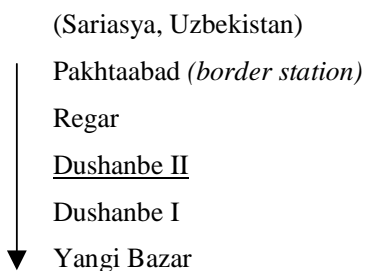 (Sariasya, Uzbekistan)
Pakhtaabad (border station)
Regar
Dushanbe II
Dushanbe I
Yangi Bazar